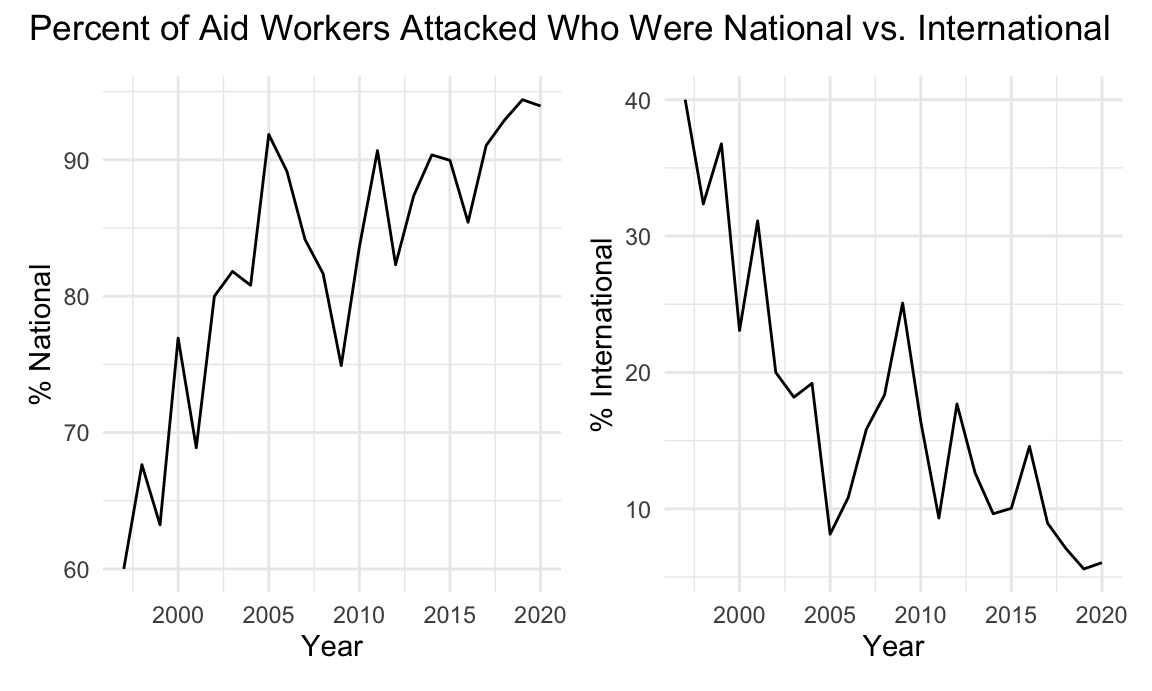 Percent of Aid Workers Attacked Who Were National vs. International
% National
90
80
70
60
2000 2005 2010 2015 2020
Year
% International
40
30
20
10
2000 2005 2010 2015 2020
Year